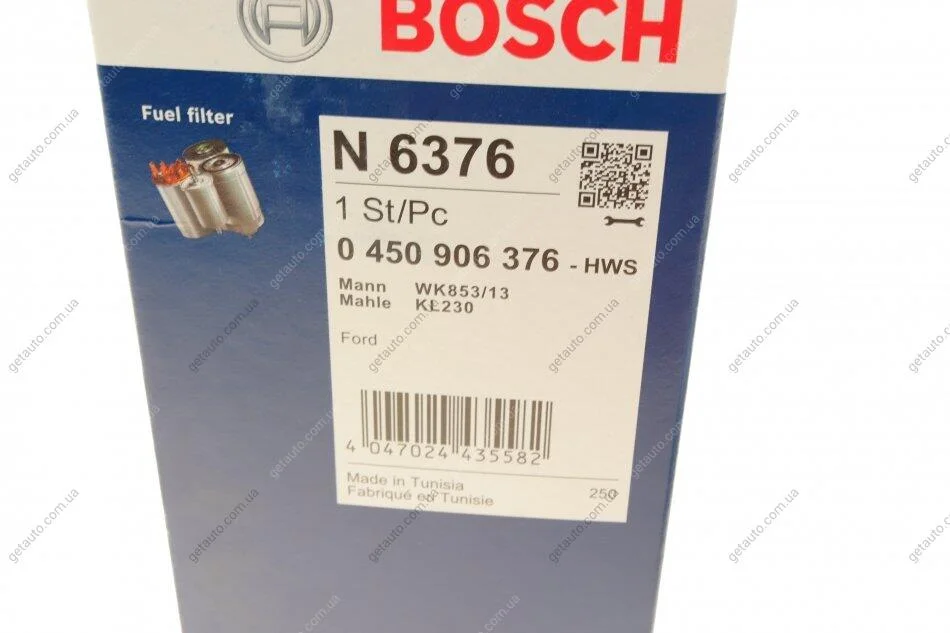 BOSCH
Fuel filter
N 6376
1 St/Pc
0 450 906 376 - HWS
Mann WK853/13
Mahle KL230
Ford
4 047024 435582
Made in Tunisia
Fabriqué en Tunisie
250
getauto.com.ua